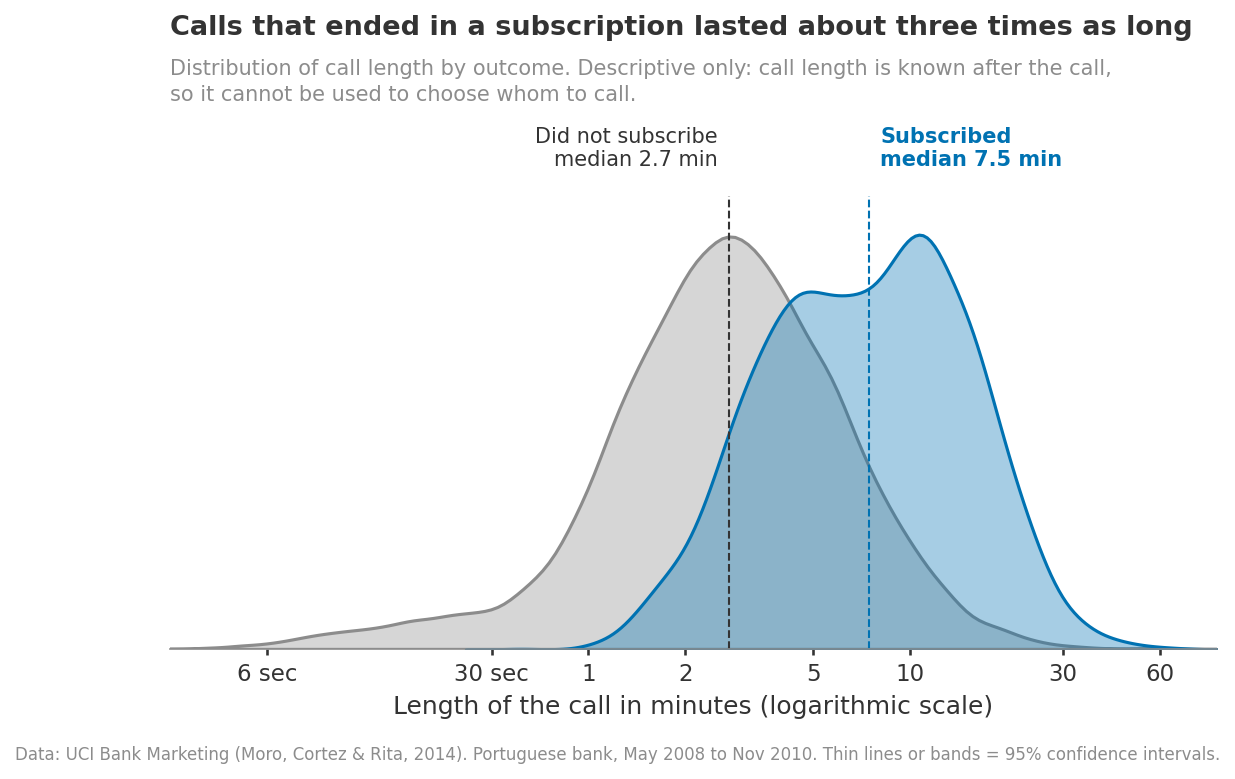 Calls that ended in a subscription lasted about three times as long
Distribution of call length by outcome. Descriptive only: call length is known after the call,
so it cannot be used to choose whom to call.
Did not subscribe
median 2.7 min
Subscribed
median 7.5 min
6 sec
30 sec
1
2
5
10
30
60
Length of the call in minutes (logarithmic scale)
Data: UCI Bank Marketing (Moro, Cortez & Rita, 2014). Portuguese bank, May 2008 to Nov 2010. Thin lines or bands = 95% confidence intervals.